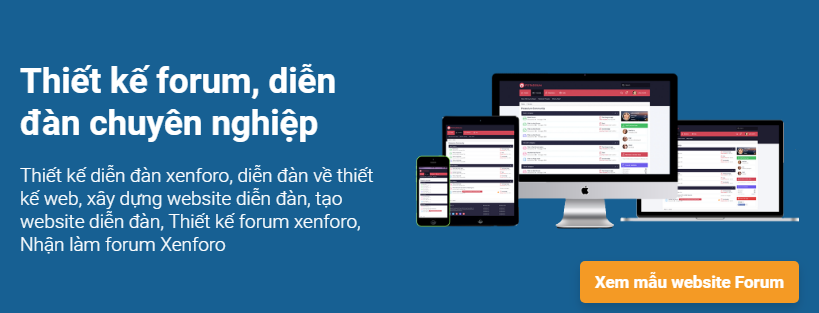 Thiết kế forum, diễn
đàn chuyên nghiệp
Thiết kế diễn đàn xenforo, diễn đàn về thiết
kế web, xây dựng website diễn đàn, tạo
website diễn đàn, Thiết kế forum xenforo,
Nhận làm forum Xenforo
Xem mẫu website Forum